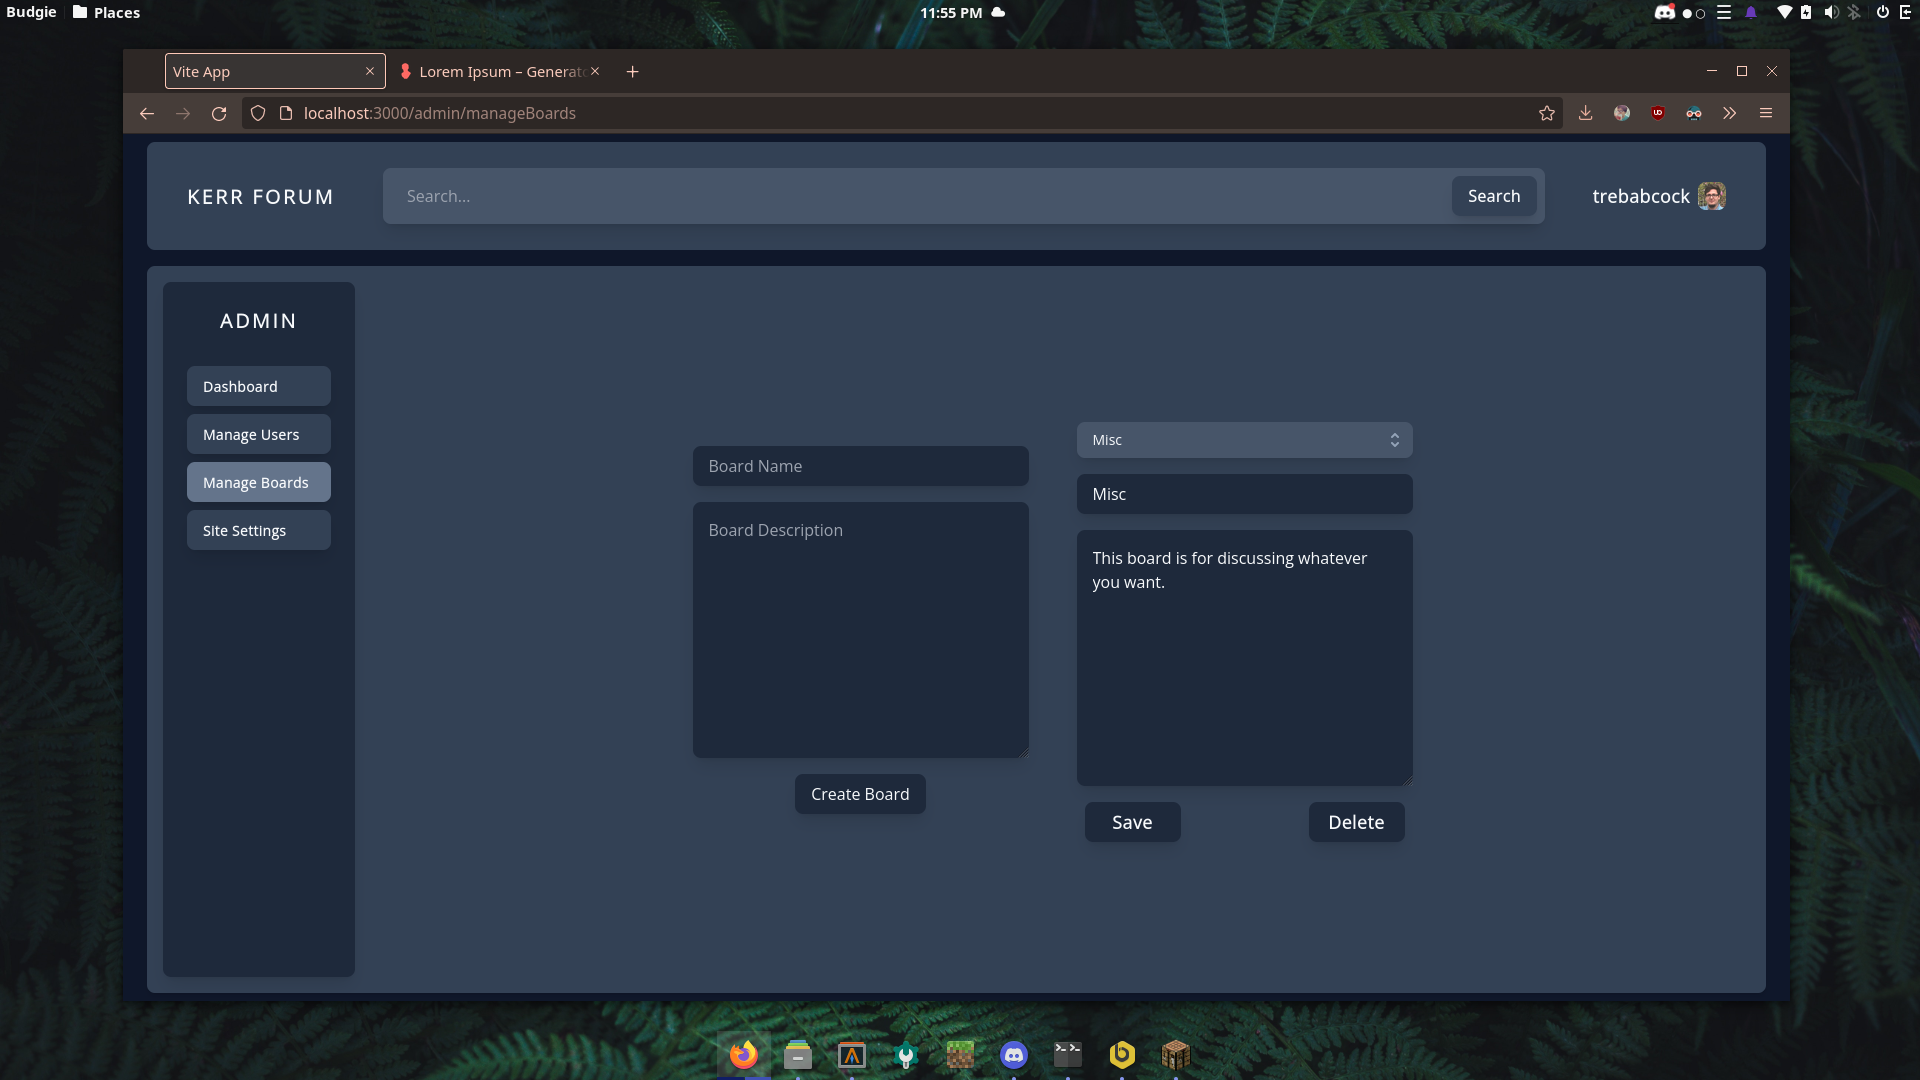 Budgie
Places
11:55 PM
Vite App
Lorem Ipsum – Generat
localhost:3000/admin/manageBoards
KERR FORUM
Search...
Search
trebabcock
ADMIN
Dashboard
Manage Users
Manage Boards
Site Settings
Board Name
Board Description
Create Board
Misc
Misc
This board is for discussing whatever
you want.
Save
Delete